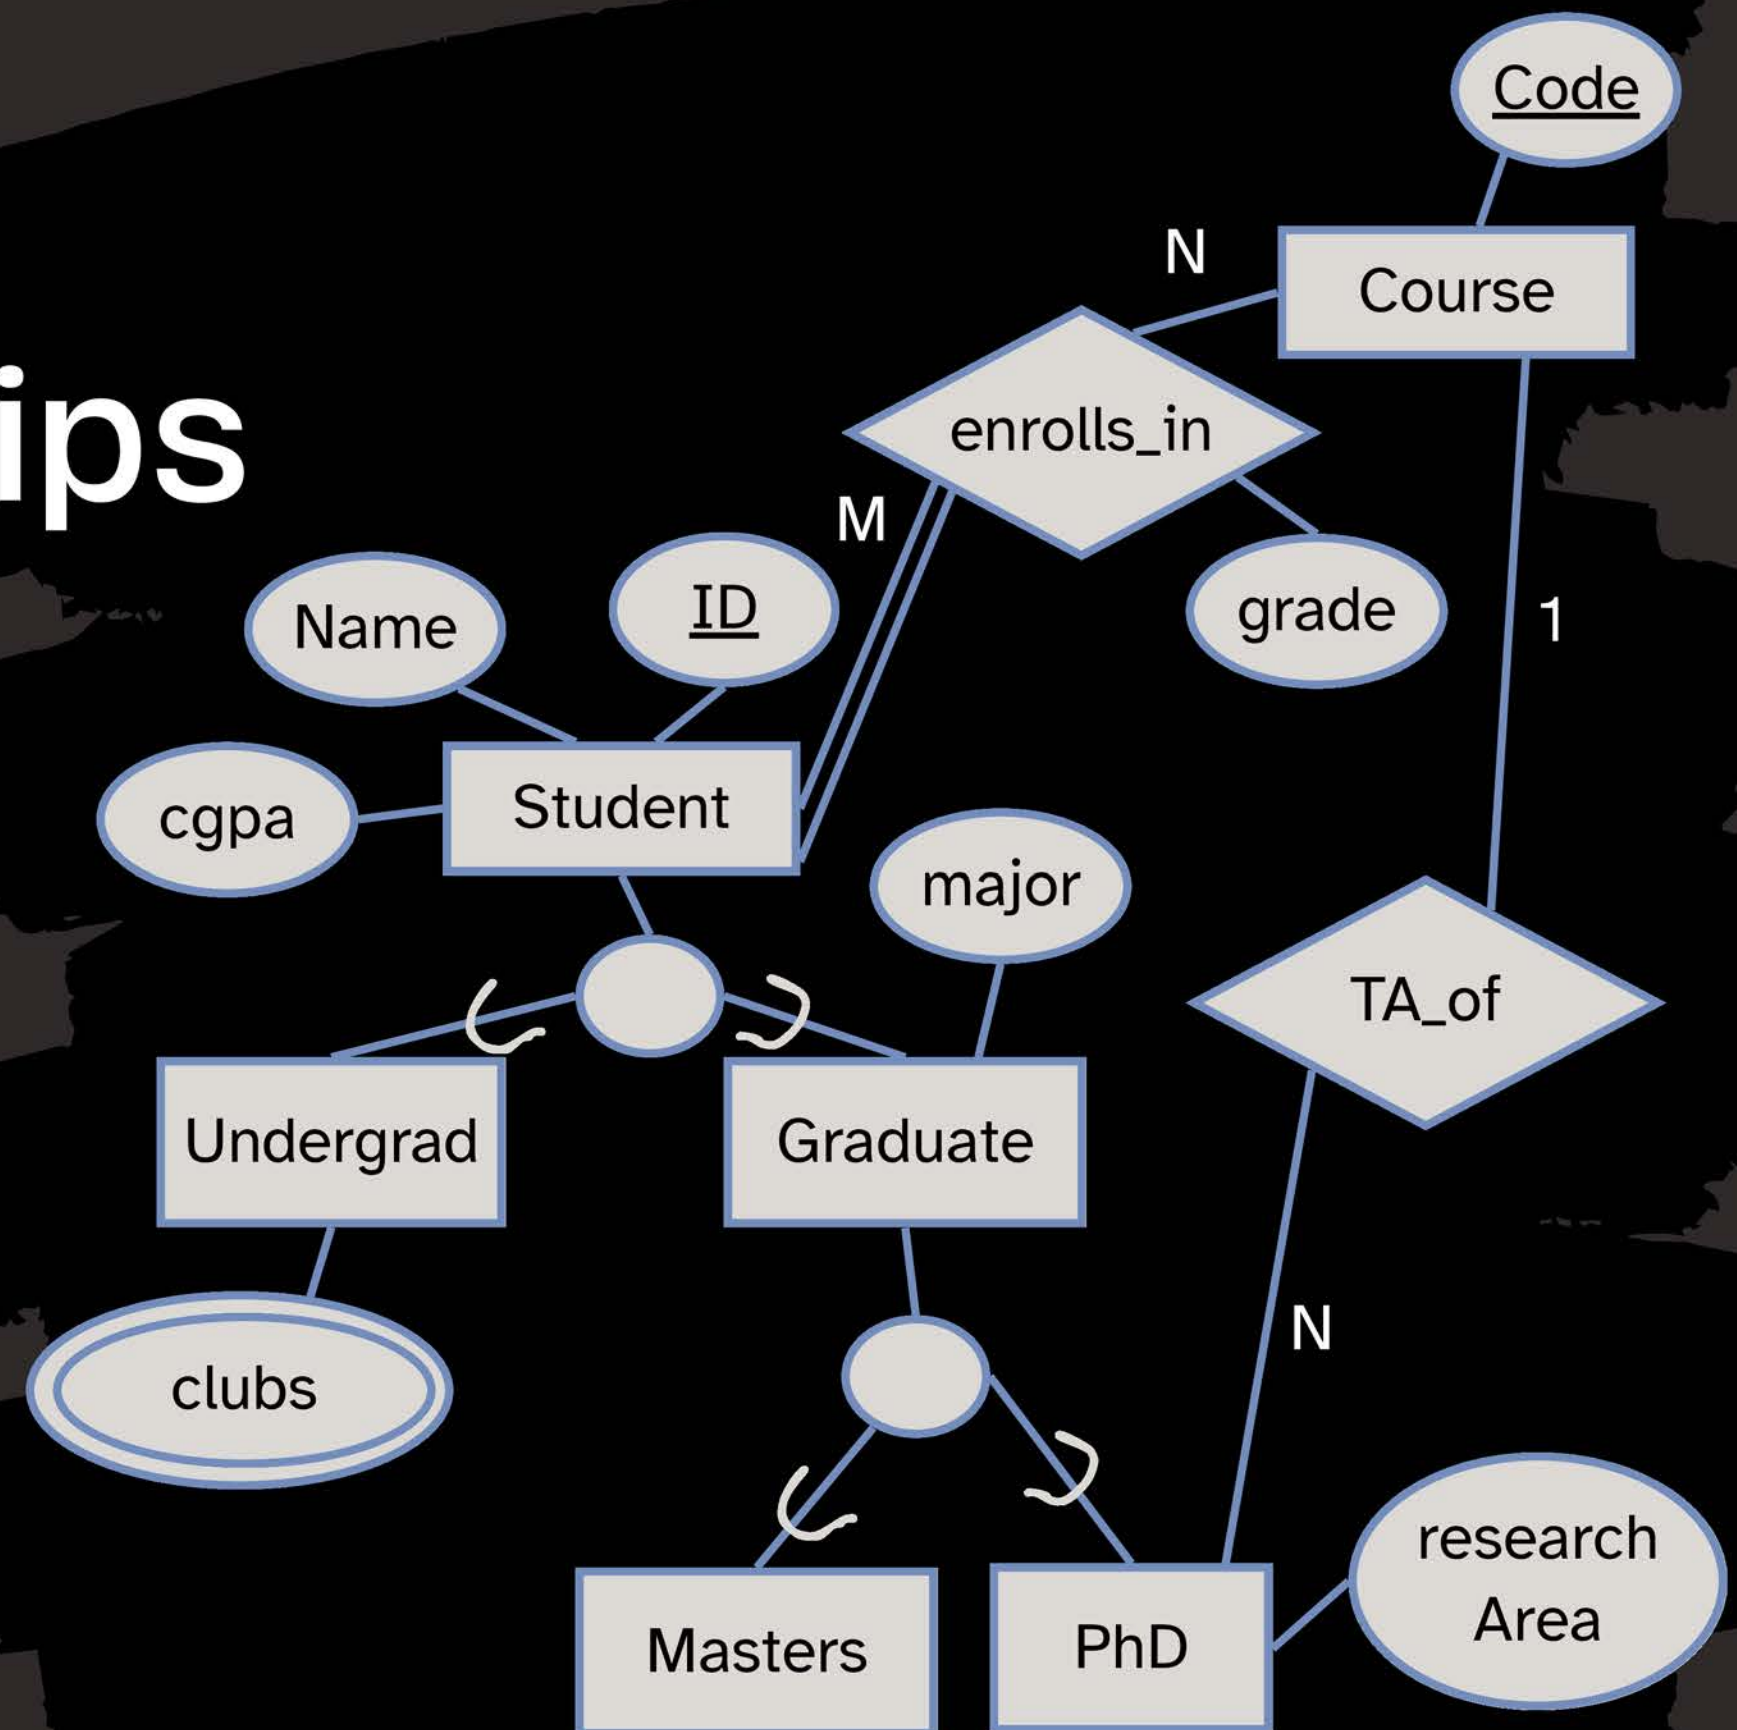 Code
N
Course
enrolls_in
ips
M
Name
ID
grade
1
cgpa
Student
major
TA_of
Undergrad
Graduate
N
clubs
research
Area
Masters
PhD